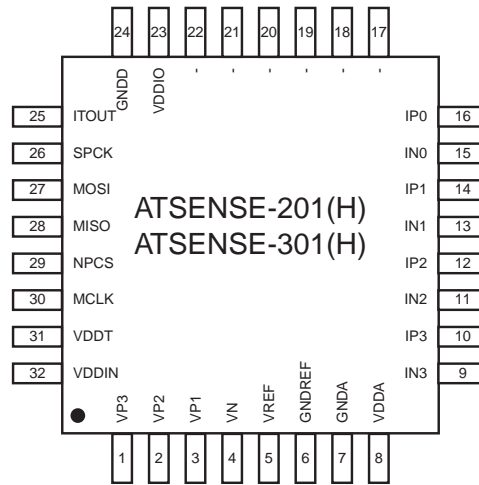 24 23 22 21 20 19 18 17
GNDD VDDIO - - - - - -
25 ITOUT IP0 16
26 SPCK IN0 15
27 MOSI IP1 14
28 MISO IN1 13
29 NPCS IP2 12
30 MCLK IN2 11
31 VDDT IP3 10
32 VDDIN IN3 9
ATSENSE-201(H)
ATSENSE-301(H)
VP3 VP2 VP1 VN VREF GNDREF GNDA VDDA
1 2 3 4 5 6 7 8